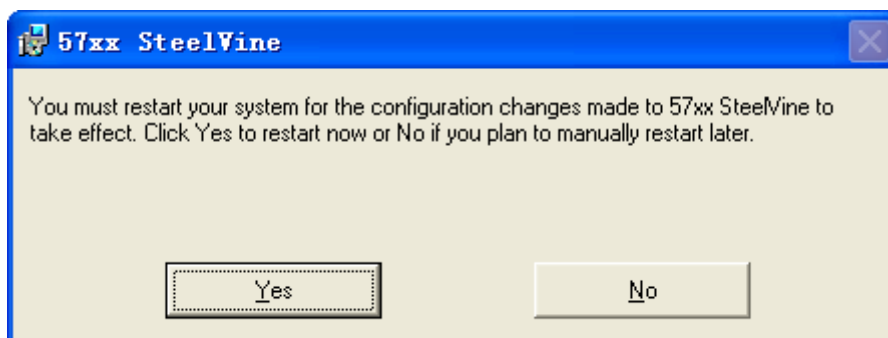 57xx SteelVine
You must restart your system for the configuration changes made to 57xx SteelVine to
take effect. Click Yes to restart now or No if you plan to manually restart later.
Yes
No